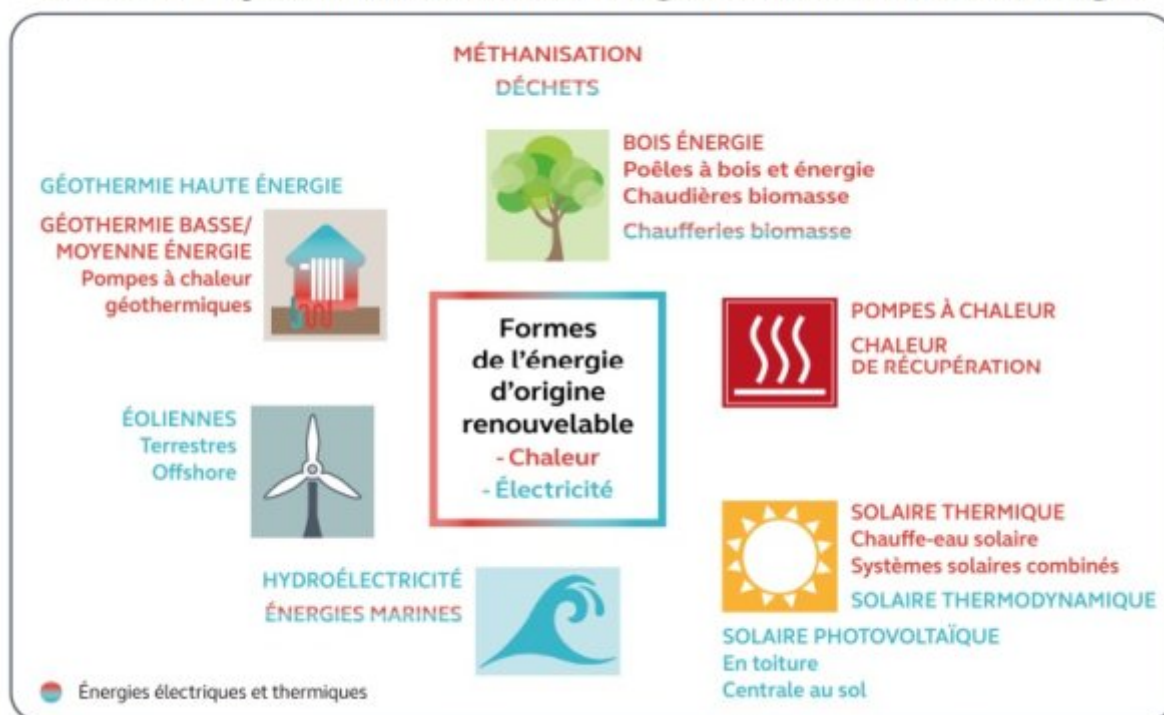 MÉTHANISATION
DÉCHETS
BOIS ÉNERGIE
Poêles à bois et énergie
Chaudières biomasse
Chaufferies biomasse
GÉOTHERMIE HAUTE ÉNERGIE
GÉOTHERMIE BASSE/
MOYENNE ÉNERGIE
Pompes à chaleur
géothermiques
Formes
de l'énergie
d'origine
renouvelable
- Chaleur
- Électricité
POMPES À CHALEUR
CHALEUR
DE RÉCUPÉRATION
ÉOLIENNES
Terrestres
Offshore
SOLAIRE THERMIQUE
Chauffe-eau solaire
Systèmes solaires combinés
SOLAIRE THERMODYNAMIQUE
SOLAIRE PHOTOVOLTAÏQUE
En toiture
Centrale au sol
HYDROÉLECTRICITÉ
ÉNERGIES MARINES
Énergies électriques et thermiques